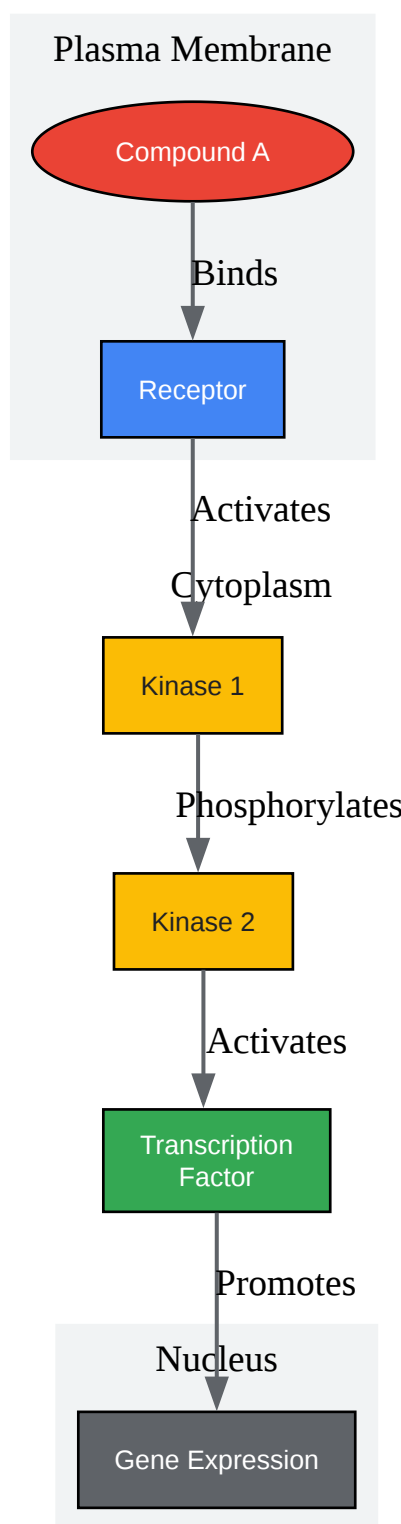 Plasma Membrane
Compound A
Binds
Receptor
Activates
Cytoplasm
Kinase 1
Phosphorylates
Kinase 2
Activates
Transcription
Factor
Promotes
Nucleus
Gene Expression